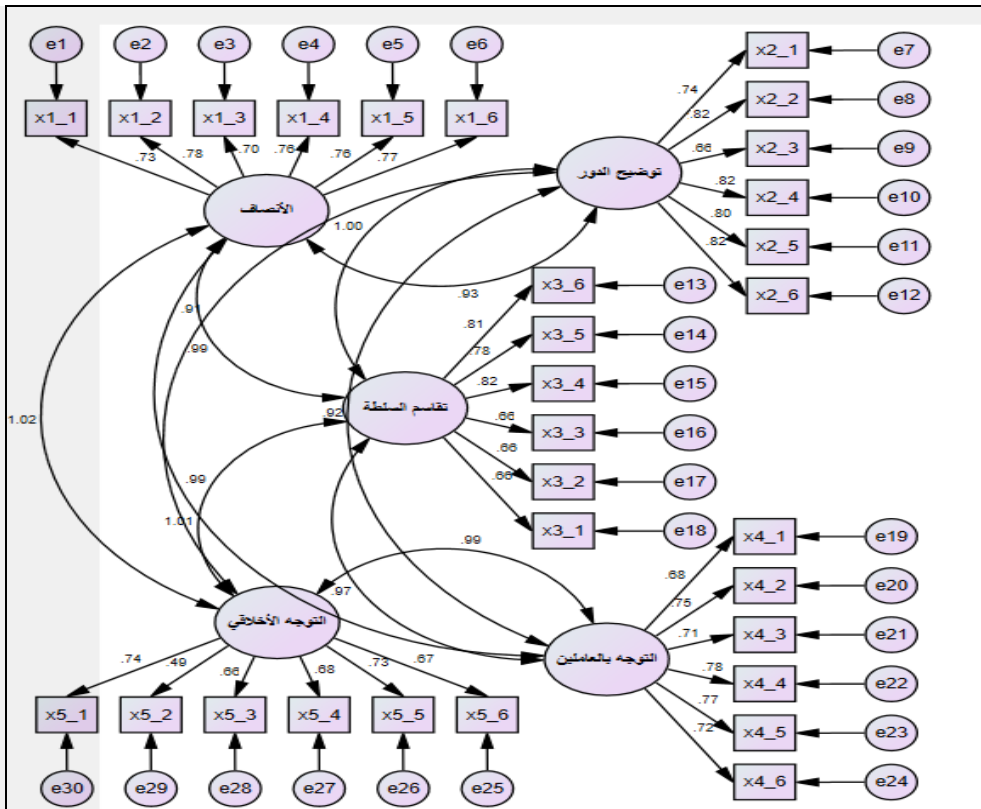 e1 e2 e3 e4 e5 e6
x1_1 x1_2 x1_3 x1_4 x1_5 x1_6
.73 .78 .70 .76 .76 .77
الأنصاف
x2_1 e7
x2_2 e8
x2_3 e9
x2_4 e10
x2_5 e11
x2_6 e12
.74
.82
.66
.82
.80
.82
توضيح الدور
1.00
.93
.91
.99
x3_6 e13
x3_5 e14
x3_4 e15
x3_3 e16
x3_2 e17
x3_1 e18
.81
.78
.82
.66
.66
.66
تقاسم السلطة
.92
1.02
.99
1.01
.99
.97
x4_1 e19
x4_2 e20
x4_3 e21
x4_4 e22
x4_5 e23
x4_6 e24
.68
.75
.71
.78
.77
.72
التوجه بالعاملين
التوجه الأخلاقي
.74 .49 .66 .68 .73 .67
x5_1 x5_2 x5_3 x5_4 x5_5 x5_6
e30 e29 e28 e27 e26 e25